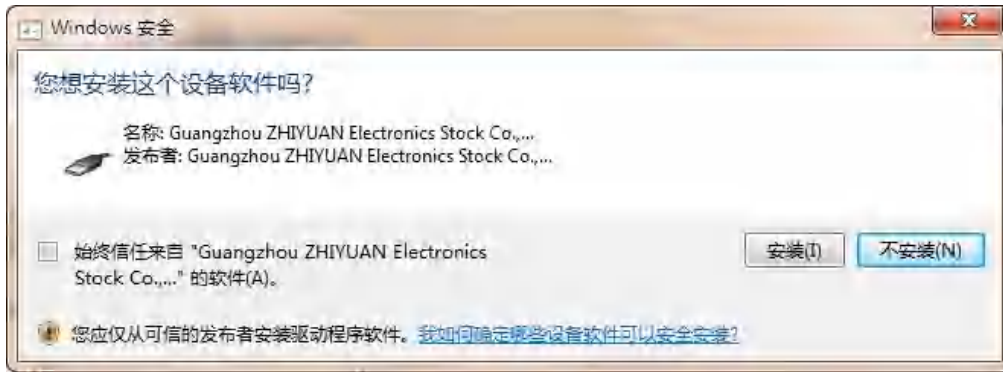 Windows 安全
您想安装这个设备软件吗?
名称: Guangzhou ZHIYUAN Electronics Stock Co.,...
发布者: Guangzhou ZHIYUAN Electronics Stock Co.,...
始终信任来自 "Guangzhou ZHIYUAN Electronics
Stock Co.,..." 的软件(A)。
安装(I)
不安装(N)
您应仅从可信的发布者安装驱动程序软件。我如何确定哪些设备软件可以安全安装?